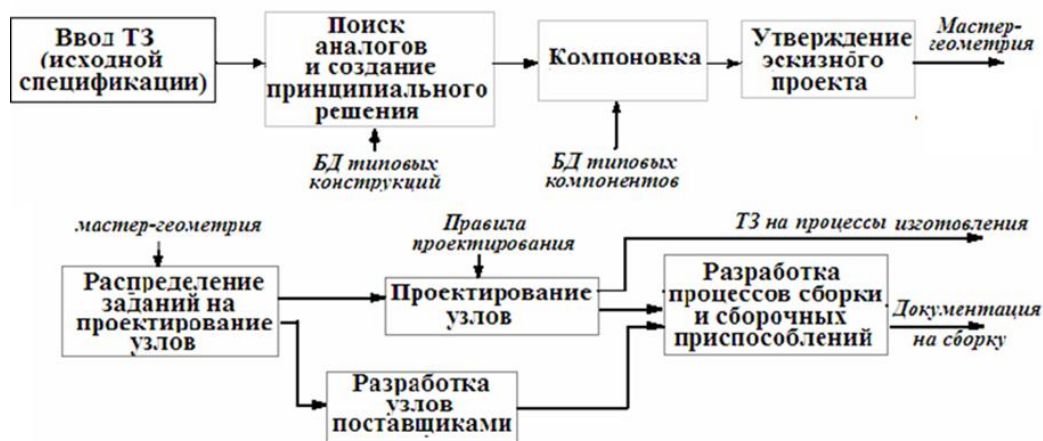 Ввод ТЗ
(исходной
спецификации)
Поиск
аналогов
и создание
принципиального
решения
Компоновка
Утверждение
эскизного
проекта
Мастер-
геометрия
БД типовых
конструкций
БД типовых
компонентов
мастер-геометрия
Правила
проектирования
ТЗ на процессы изготовления
Распределение
заданий на
проектирование
узлов
Проектирование
узлов
Разработка
процессов сборки
и сборочных
приспособлений
Документация
на сборку
Разработка
узлов
поставщиками